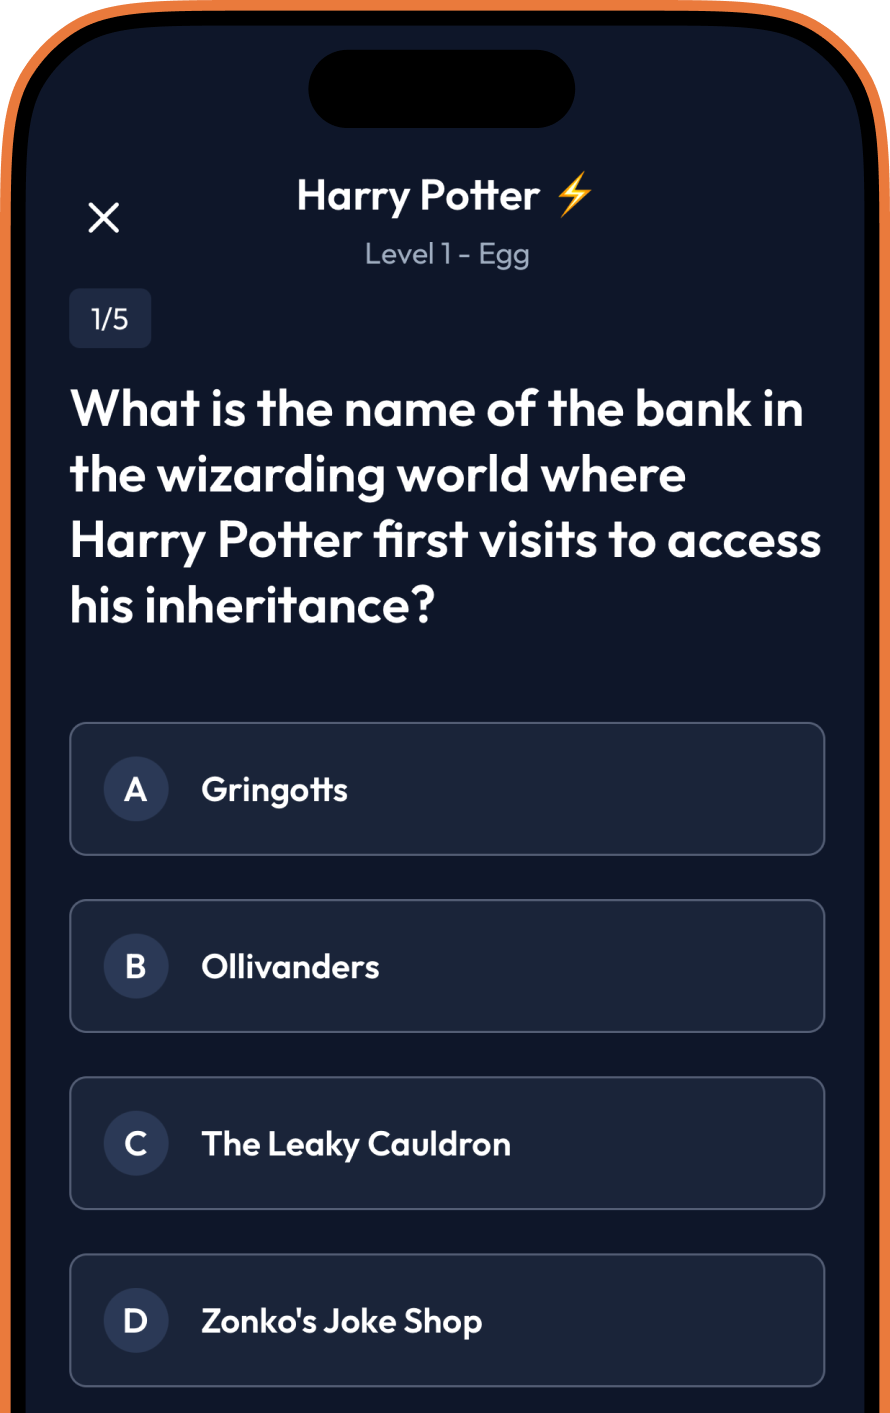 Harry Potter ⚡
Level 1 - Egg
1/5
What is the name of the bank in
the wizarding world where
Harry Potter first visits to access
his inheritance?
A Gringotts
B Ollivanders
C The Leaky Cauldron
D Zonko's Joke Shop